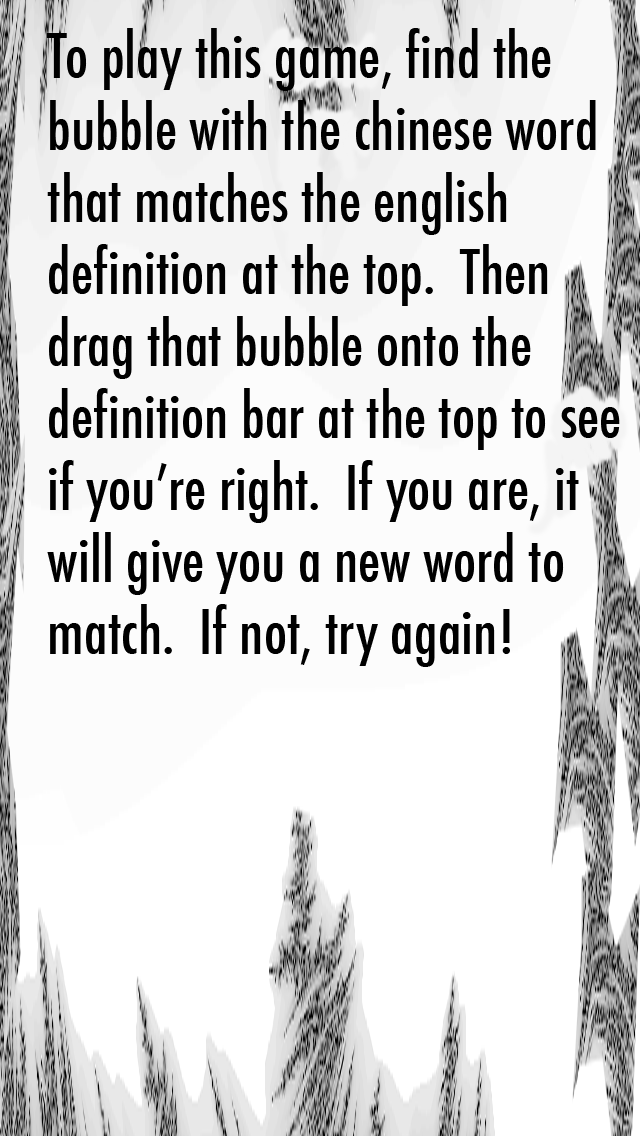 To play this game, find the
bubble with the chinese word
that matches the english
definition at the top.  Then
drag that bubble onto the
definition bar at the top to see
if you’re right.  If you are, it
will give you a new word to
match.  If not, try again!